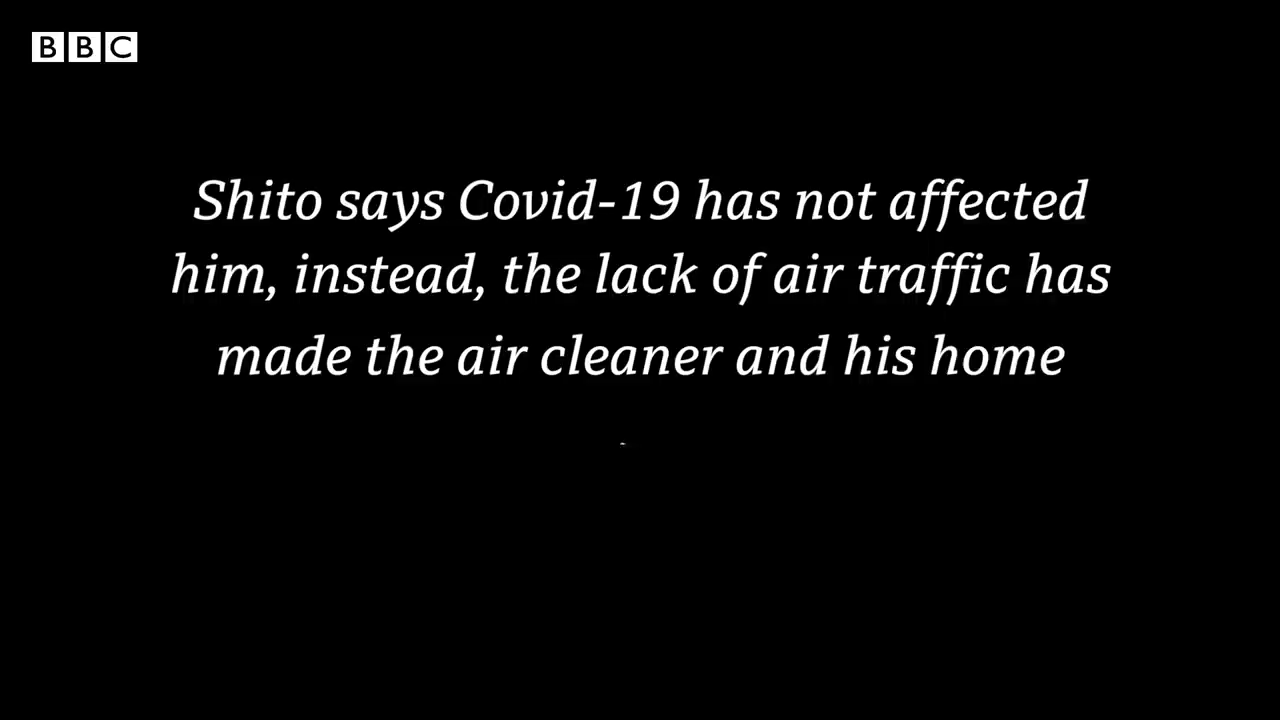 BBC
Shito says Covid-19 has not affected
him, instead, the lack of air traffic has
made the air cleaner and his home